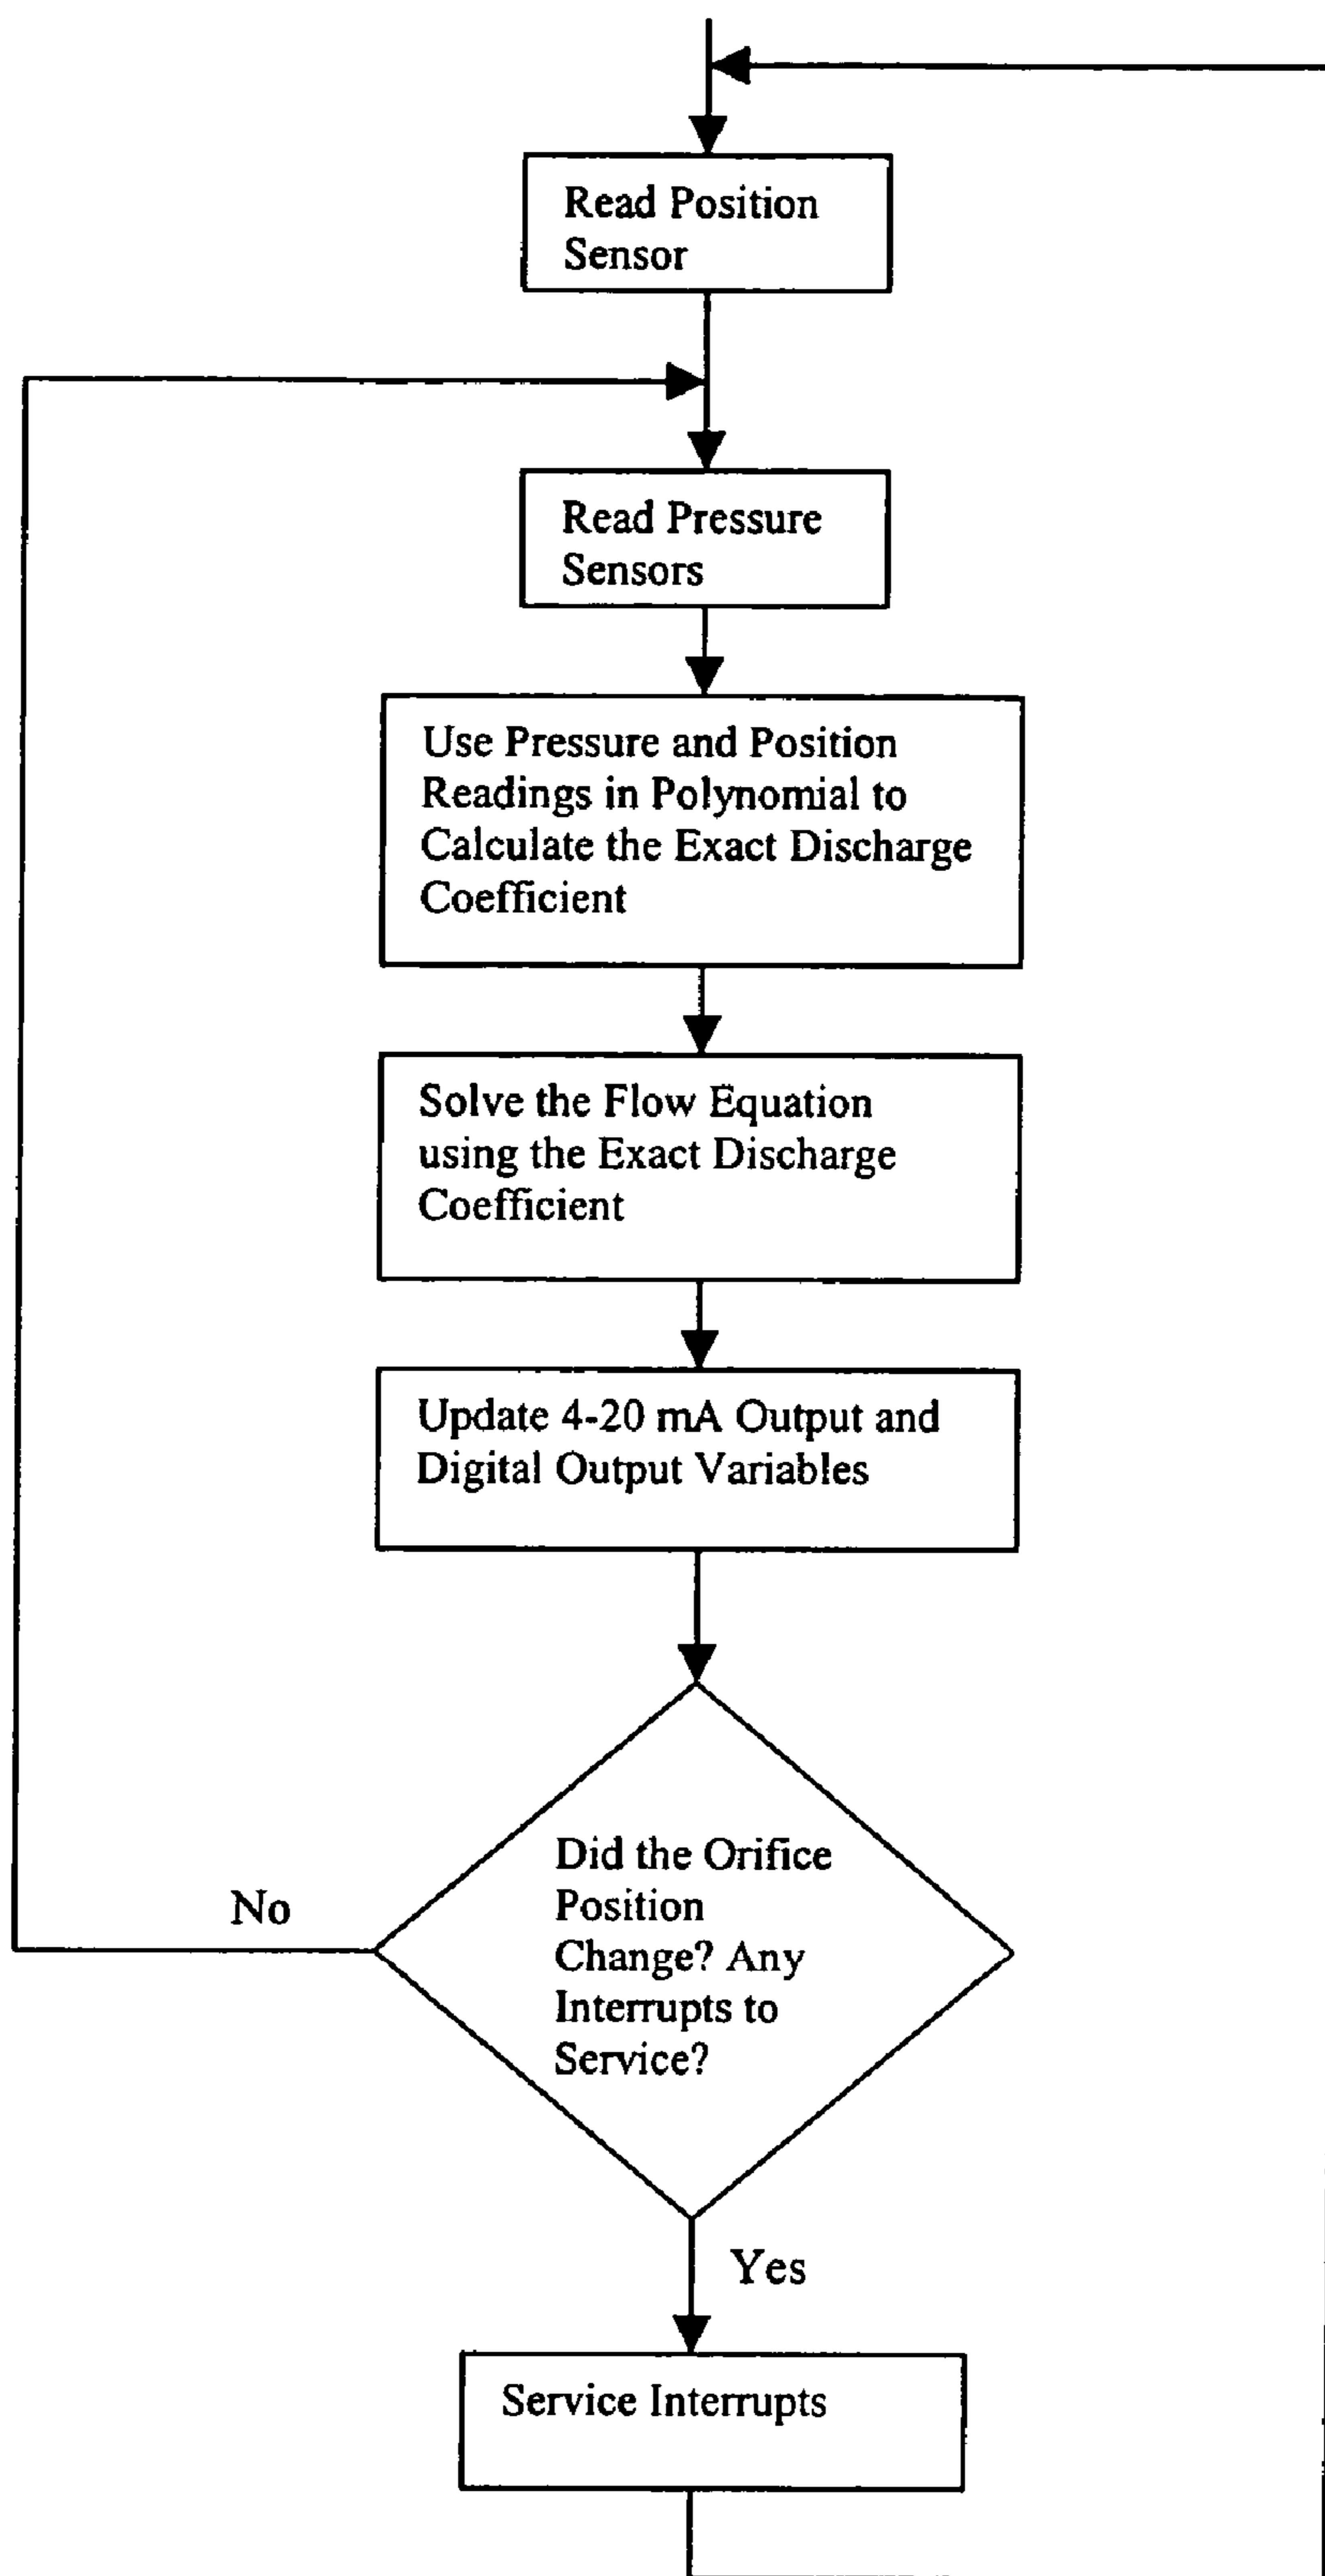 Read Position
Sensor
Read Pressure
Sensors
Use Pressure and Position
Readings in Polynomial to
Calculate the Exact Discharge
Coefficient
Solve the Flow Equation
using the Exact Discharge
Coefficient
Update 4-20 mA Output and
Digital Output Variables
Did the Orifice
Position
Change? Any
Interrupts to
Service?
No
Yes
Service Interrupts